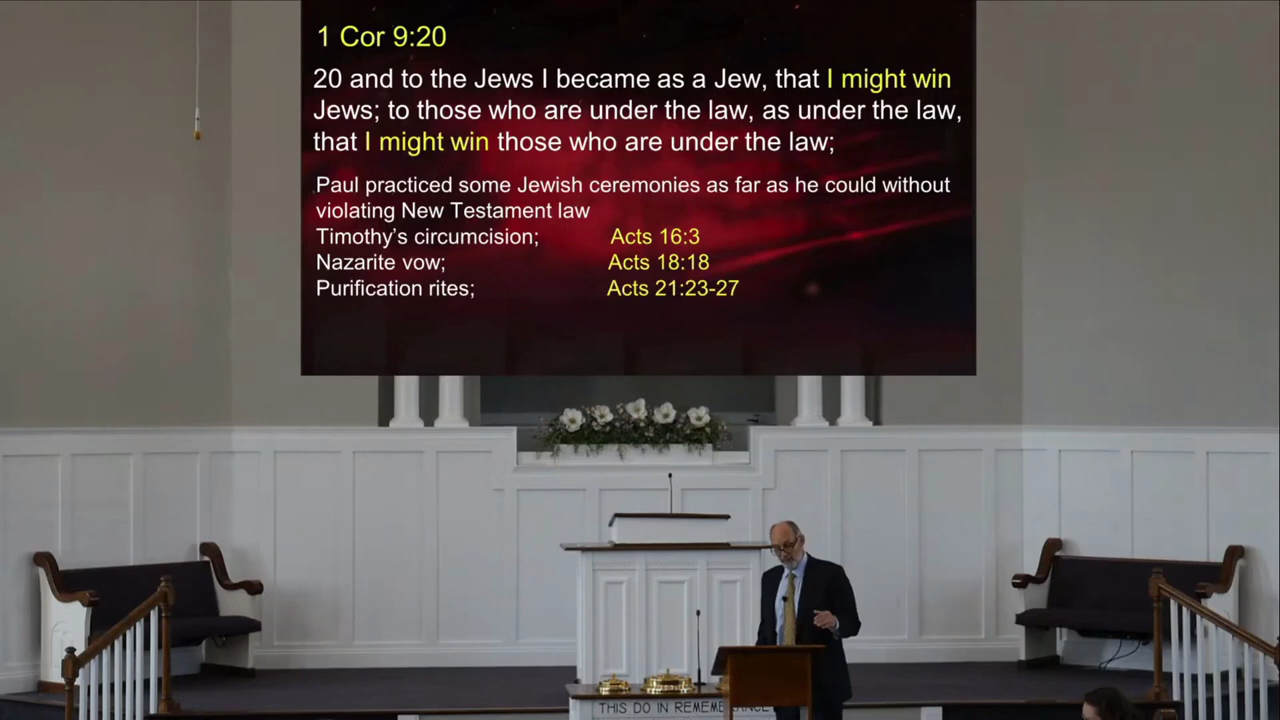 1 Cor 9:20
20 and to the Jews I became as a Jew, that I might win
Jews; to those who are under the law, as under the law,
that I might win those who are under the law;
Paul practiced some Jewish ceremonies as far as he could without
violating New Testament law
Timothy’s circumcision; Acts 16:3
Nazarite vow; Acts 18:18
Purification rites; Acts 21:23-27
THIS DO IN REMEMBRANCE